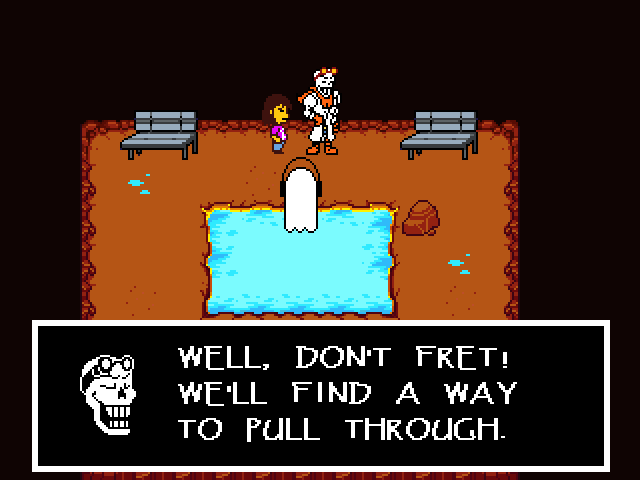 WELL, DON'T FRET!
WE'LL FIND A WAY
TO PULL THROUGH.